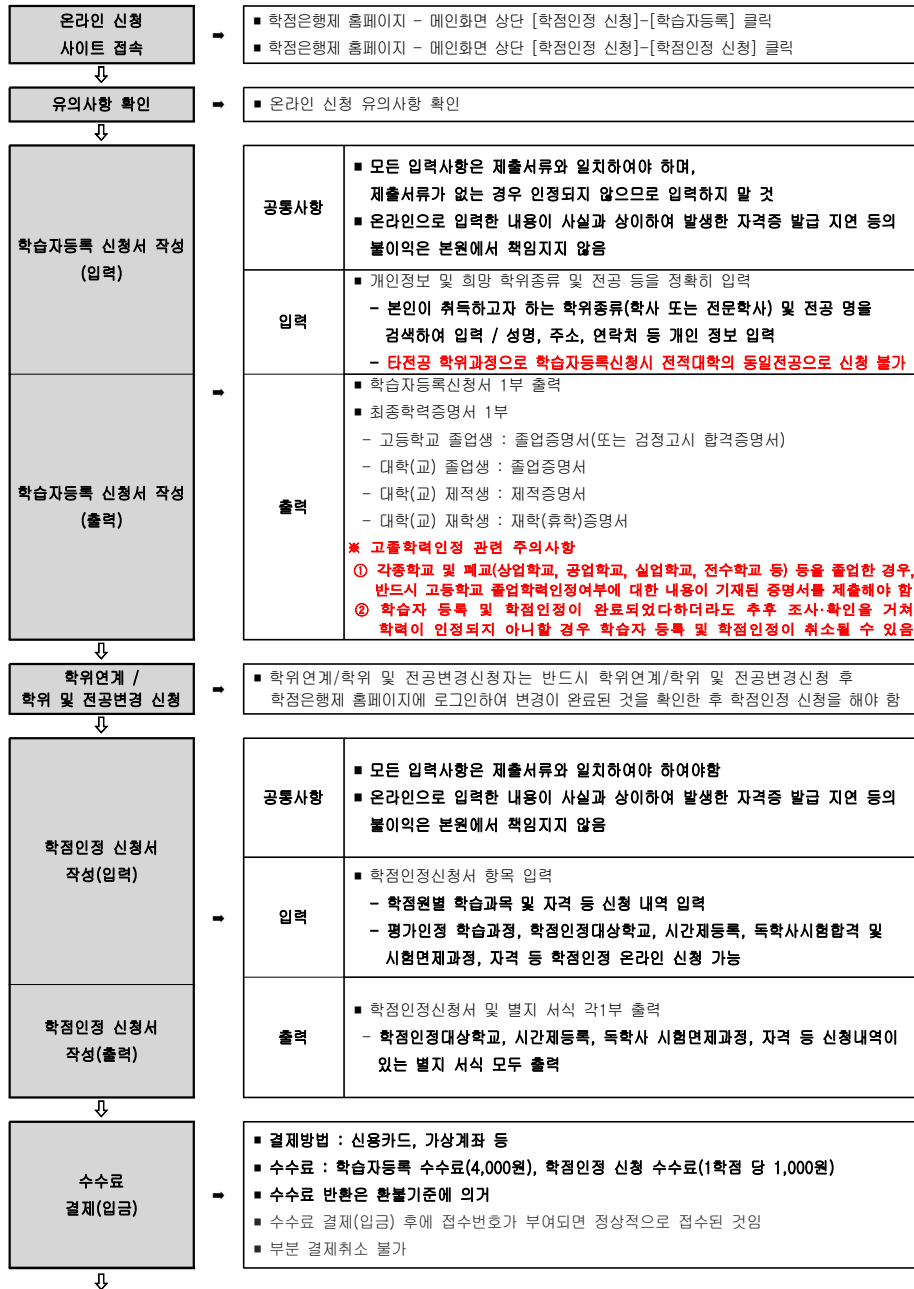 온라인 신청
사이트 접속
➡
■ 학점은행제 홈페이지 - 메인화면 상단 [학점인정 신청]-[학습자등록] 클릭
■ 학점은행제 홈페이지 - 메인화면 상단 [학점인정 신청]-[학점인정 신청] 클릭
유의사항 확인
➡
■ 온라인 신청 유의사항 확인
학습자등록 신청서 작성
(입력)
공통사항
■ 모든 입력사항은 제출서류와 일치하여야 하며,
제출서류가 없는 경우 인정되지 않으므로 입력하지 말 것
■ 온라인으로 입력한 내용이 사실과 상이하여 발생한 자격증 발급 지연 등의
불이익은 본원에서 책임지지 않음
입력
■ 개인정보 및 희망 학위종류 및 전공 등을 정확히 입력
- 본인이 취득하고자 하는 학위종류(학사 또는 전문학사) 및 전공 명을
검색하여 입력 / 성명, 주소, 연락처 등 개인 정보 입력
- 타전공 학위과정으로 학습자등록신청시 전적대학의 동일전공으로 신청 불가
➡
학습자등록 신청서 작성
(출력)
출력
■ 학습자등록신청서 1부 출력
■ 최종학력증명서 1부
- 고등학교 졸업생 : 졸업증명서(또는 검정고시 합격증명서)
- 대학(교) 졸업생 : 졸업증명서
- 대학(교) 제적생 : 제적증명서
- 대학(교) 재학생 : 재학(휴학)증명서
※ 고졸학력인정 관련 주의사항
① 각종학교 및 폐교(상업학교, 공업학교, 실업학교, 전수학교 등) 등을 졸업한 경우,
반드시 고등학교 졸업학력인정여부에 대한 내용이 기재된 증명서를 제출해야 함
② 학습자 등록 및 학점인정이 완료되었다하더라도 추후 조사·확인을 거쳐
학력이 인정되지 아니할 경우 학습자 등록 및 학점인정이 취소될 수 있음
학위연계 /
학위 및 전공변경 신청
➡
■ 학위연계/학위 및 전공변경신청자는 반드시 학위연계/학위 및 전공변경신청 후
학점은행제 홈페이지에 로그인하여 변경이 완료된 것을 확인한 후 학점인정 신청을 해야 함
학점인정 신청서
작성(입력)
공통사항
■ 모든 입력사항은 제출서류와 일치하여야 하여야함
■ 온라인으로 입력한 내용이 사실과 상이하여 발생한 자격증 발급 지연 등의
불이익은 본원에서 책임지지 않음
입력
■ 학점인정신청서 항목 입력
- 학점원별 학습과목 및 자격 등 신청 내역 입력
- 평가인정 학습과정, 학점인정대상학교, 시간제등록, 독학사시험합격 및
시험면제과정, 자격 등 학점인정 온라인 신청 가능
➡
학점인정 신청서
작성(출력)
출력
■ 학점인정신청서 및 별지 서식 각1부 출력
- 학점인정대상학교, 시간제등록, 독학사 시험면제과정, 자격 등 신청내역이
있는 별지 서식 모두 출력
수수료
결제(입금)
➡
■ 결제방법 : 신용카드, 가상계좌 등
■ 수수료 : 학습자등록 수수료(4,000원), 학점인정 신청 수수료(1학점 당 1,000원)
■ 수수료 반환은 환불기준에 의거
■ 수수료 결제(입금) 후에 접수번호가 부여되면 정상적으로 접수된 것임
■ 부분 결제취소 불가